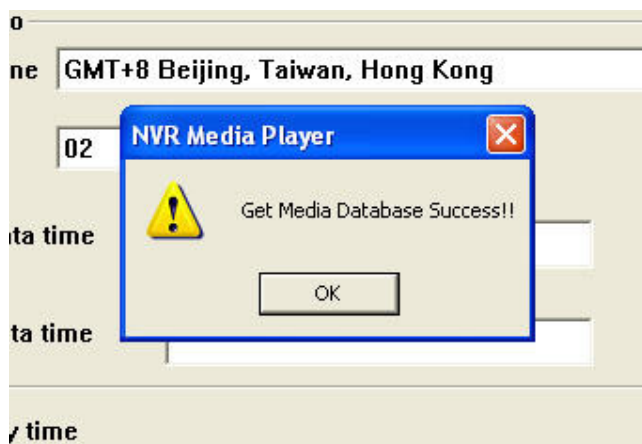 o
ne GMT+8 Beijing, Taiwan, Hong Kong
02
NVR Media Player
Get Media Database Success!!
OK
ata time
ta time
y time